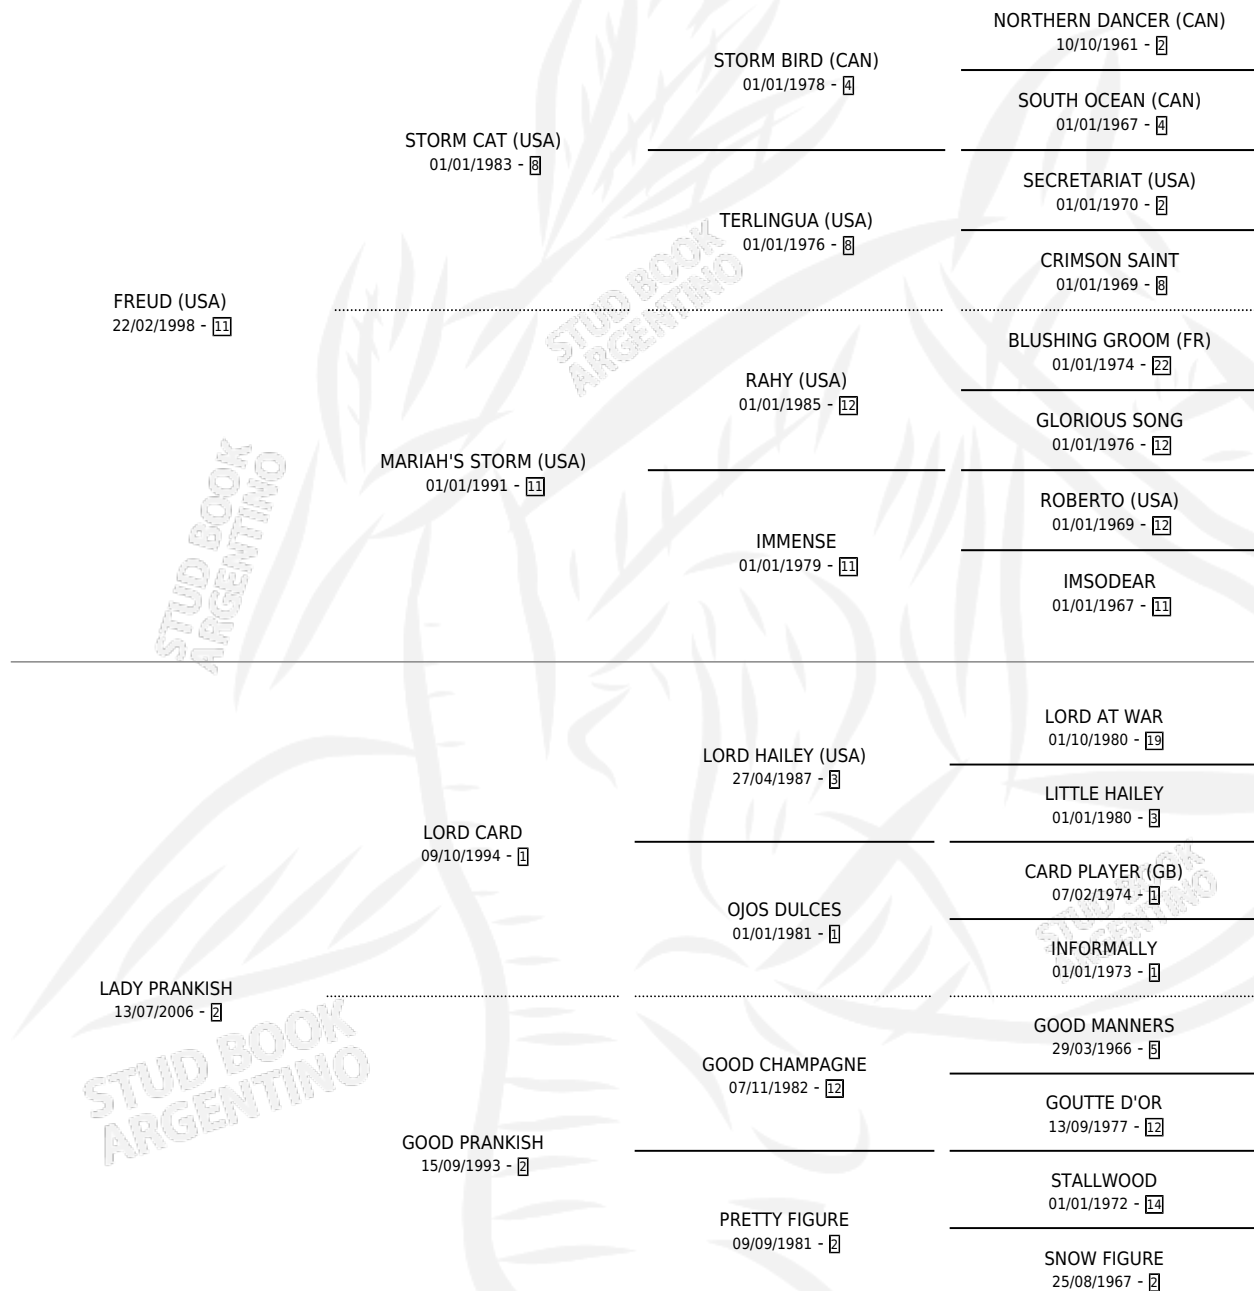 NORTHERN DANCER (CAN)
10/10/1961 - 2
STORM BIRD (CAN)
01/01/1978 - 4
SOUTH OCEAN (CAN)
01/01/1967 - 4
STORM CAT (USA)
01/01/1983 - 8
SECRETARIAT (USA)
01/01/1970 - 2
TERLINGUA (USA)
01/01/1976 - 8
CRIMSON SAINT
01/01/1969 - 8
FREUD (USA)
22/02/1998 - 11
BLUSHING GROOM (FR)
01/01/1974 - 22
RAHY (USA)
01/01/1985 - 12
GLORIOUS SONG
01/01/1976 - 12
MARIAH'S STORM (USA)
01/01/1991 - 11
ROBERTO (USA)
01/01/1969 - 12
IMMENSE
01/01/1979 - 11
IMSODEAR
01/01/1967 - 11
LORD AT WAR
01/10/1980 - 19
LORD HAILEY (USA)
27/04/1987 - 3
LITTLE HAILEY
01/01/1980 - 3
LORD CARD
09/10/1994 - 1
CARD PLAYER (GB)
07/02/1974 - 1
OJOS DULCES
01/01/1981 - 1
INFORMALLY
01/01/1973 - 1
LADY PRANKISH
13/07/2006 - 2
GOOD MANNERS
29/03/1966 - 5
GOOD CHAMPAGNE
07/11/1982 - 12
GOUTTE D'OR
13/09/1977 - 12
GOOD PRANKISH
15/09/1993 - 2
STALLWOOD
01/01/1972 - 14
PRETTY FIGURE
09/09/1981 - 2
SNOW FIGURE
25/08/1967 - 2
STUD BOOK
ARGENTINO
STUD BOOK
ARGENTINO
STUD BOOK
ARGENTINO
STUD BOOK
ARGENTINO